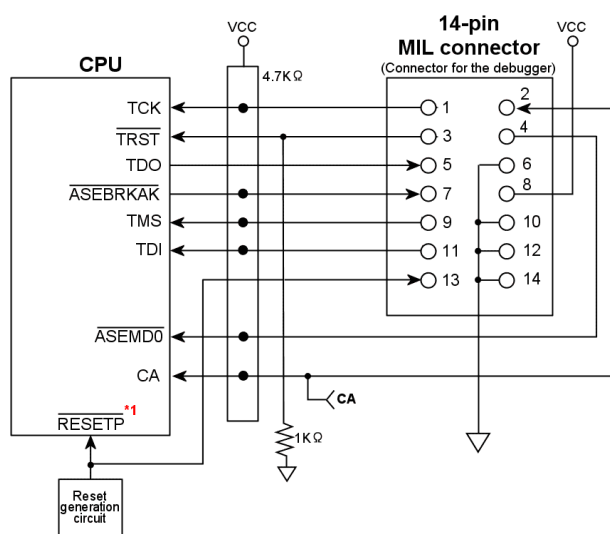 14-pin
MIL connector
(Connector for the debugger)
VCC
VCC
CPU
4.7KΩ
TCK
1
2
TRST
3
4
TDO
5
6
ASEBRKAK
7
8
TMS
9
10
TDI
11
12
13
14
ASEMD0
CA
CA
RESETP*1
1KΩ
Reset
generation
circuit